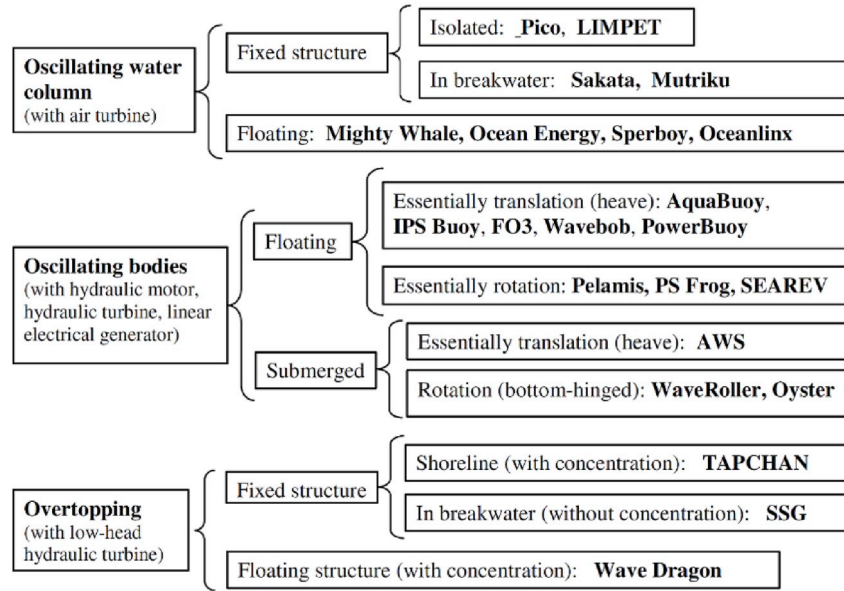 Oscillating water
column
(with air turbine)
Fixed structure
Isolated: _Pico, LIMPET
In breakwater: Sakata, Mutriku
Floating: Mighty Whale, Ocean Energy, Sperboy, Oceanlinx
Oscillating bodies
(with hydraulic motor,
hydraulic turbine, linear
electrical generator)
Floating
Essentially translation (heave): AquaBuoy,
IPS Buoy, FO3, Wavebob, PowerBuoy
Essentially rotation: Pelamis, PS Frog, SEAREV
Submerged
Essentially translation (heave): AWS
Rotation (bottom-hinged): WaveRoller, Oyster
Overtopping
(with low-head
hydraulic turbine)
Fixed structure
Shoreline (with concentration): TAPCHAN
In breakwater (without concentration): SSG
Floating structure (with concentration): Wave Dragon